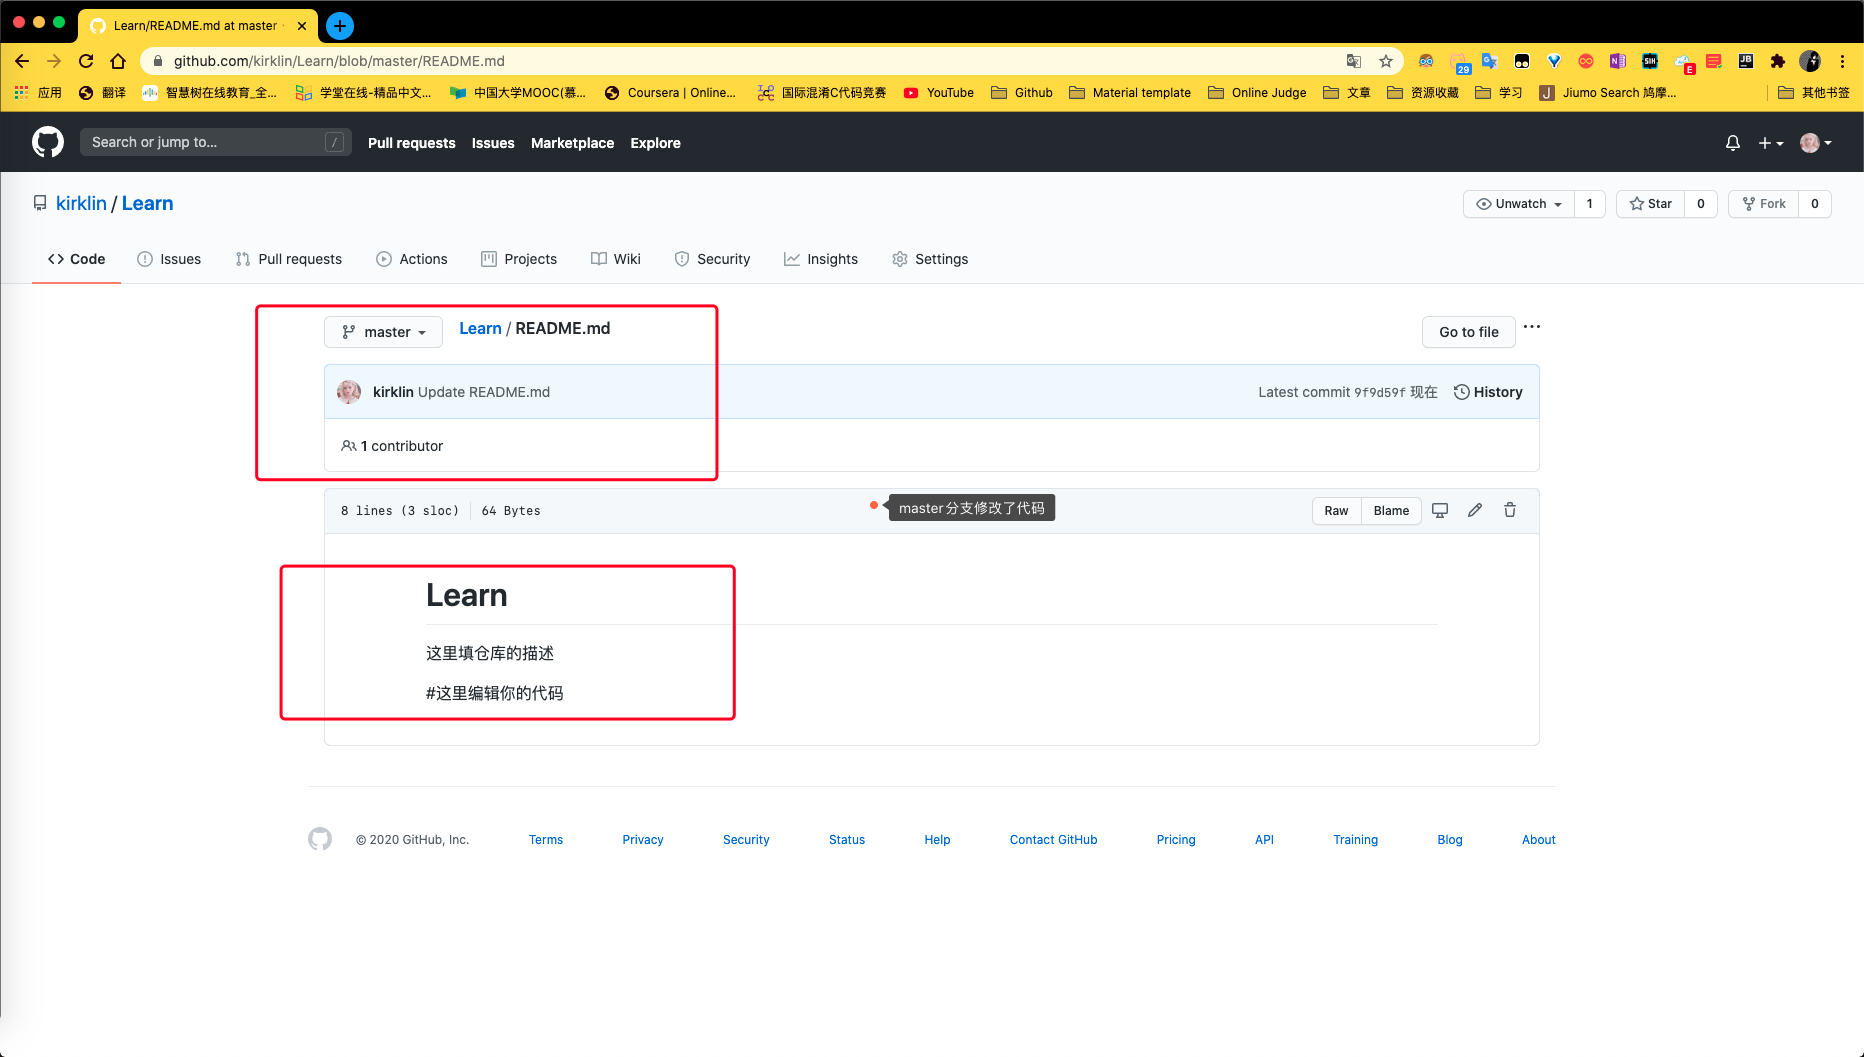 Learn/README.md at master
github.com/kirklin/Learn/blob/master/README.md
29
SIH
E
JB
应用
翻译
智慧树在线教育_全...
学堂在线-精品中文...
中国大学MOOC(慕...
Coursera | Online...
国际混淆C代码竞赛
YouTube
Github
Material template
Online Judge
文章
资源收藏
学习
J
Jiumo Search 鸠摩...
其他书签
Search or jump to...
/
Pull requests
Issues
Marketplace
Explore
kirklin / Learn
Unwatch
1
Star
0
Fork
0
Code
Issues
Pull requests
Actions
Projects
Wiki
Security
Insights
Settings
master
Learn / README.md
Go to file
kirklin Update README.md
Latest commit 9f9d59f 现在
History
1 contributor
8 lines (3 sloc)
64 Bytes
master分支修改了代码
Raw
Blame
Learn
这里填仓库的描述
#这里编辑你的代码
© 2020 GitHub, Inc.
Terms
Privacy
Security
Status
Help
Contact GitHub
Pricing
API
Training
Blog
About